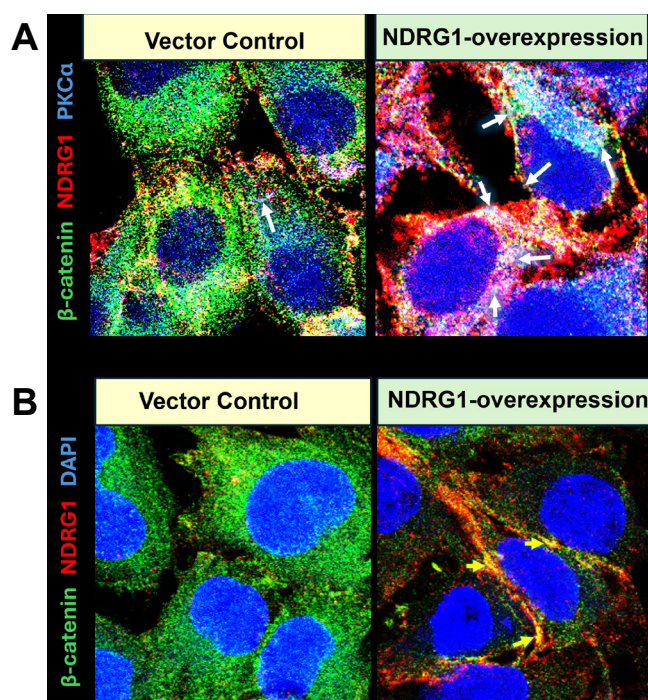 A
Vector Control
NDRG1-overexpression
β-catenin NDRG1 PKCα
B
Vector Control
NDRG1-overexpression
β-catenin NDRG1 DAPI